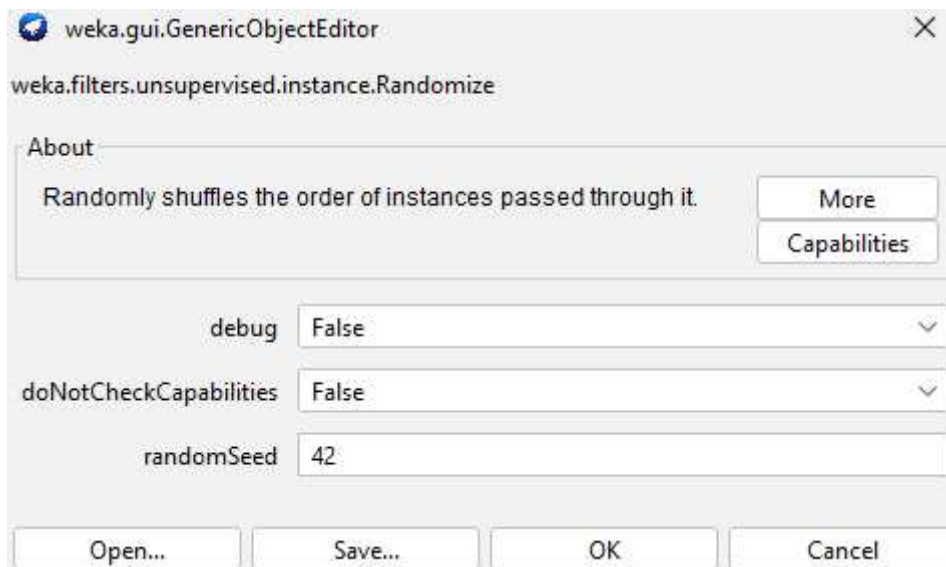 weka.gui.GenericObjectEditor
weka.filters.unsupervised.instance.Randomize
About
Randomly shuffles the order of instances passed through it.
More
Capabilities
debug False
doNotCheckCapabilities False
randomSeed 42
Open... Save... OK Cancel